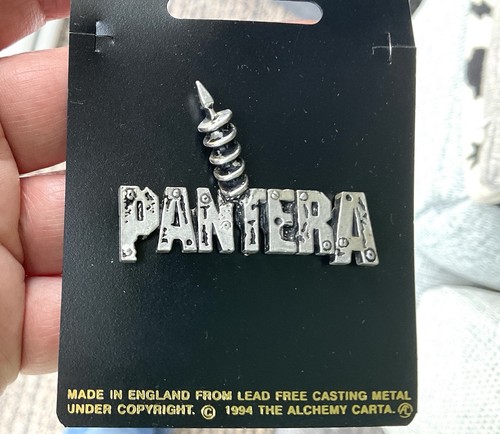 PANTERA
MADE IN ENGLAND FROM LEAD FREE CASTING METAL
UNDER COPYRIGHT. © 1994 THE ALCHEMY CARTA.